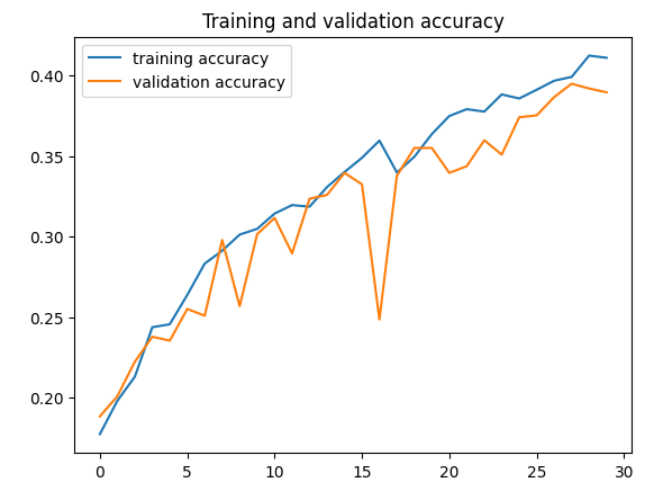 Training and validation accuracy
training accuracy
validation accuracy
0.40
0.35
0.30
0.25
0.20
0 5 10 15 20 25 30